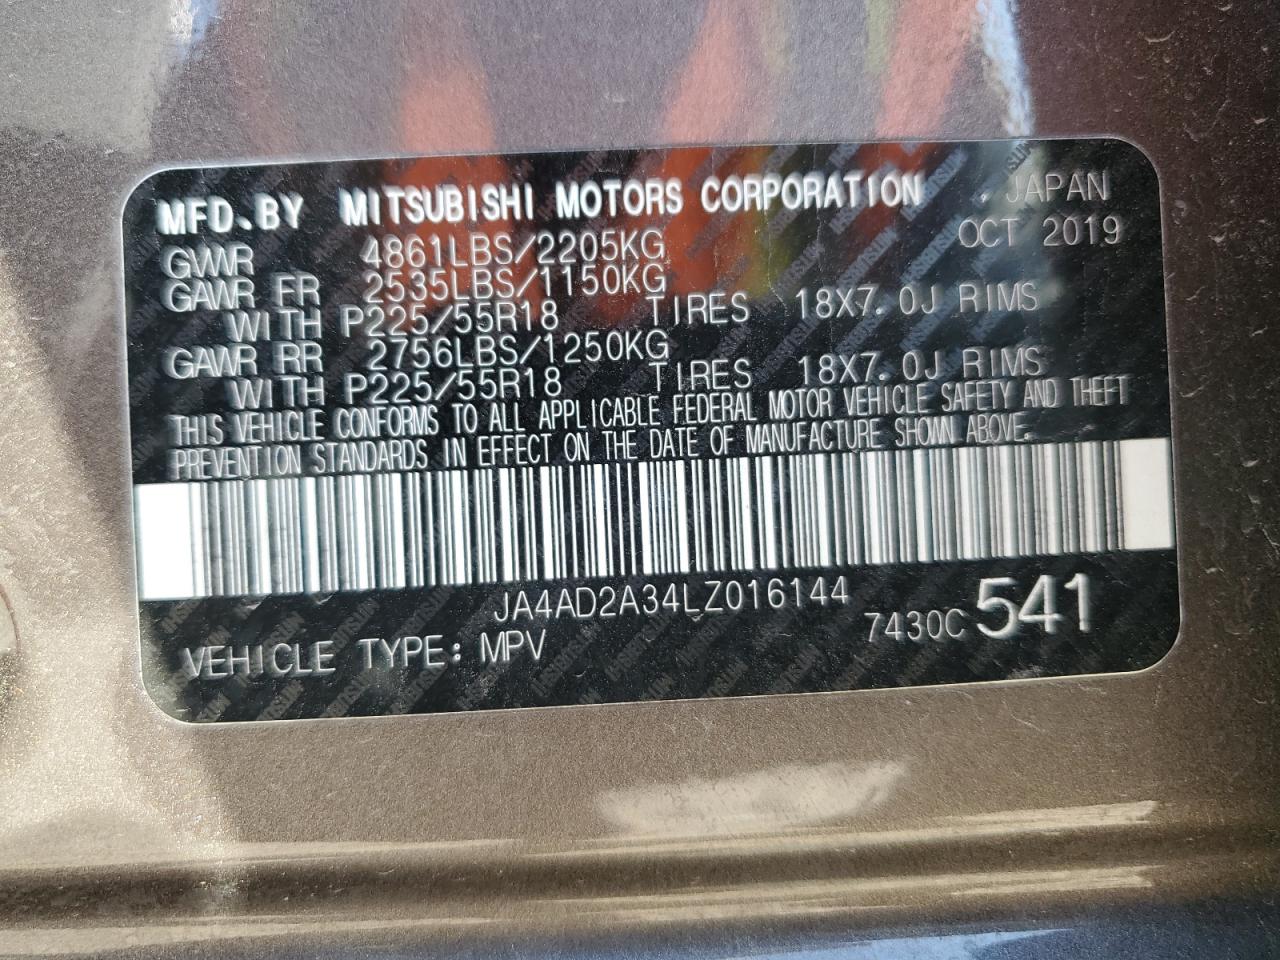 MFD.BY MITSUBISHI MOTORS CORPORATION , JAPAN
OCT 2019
GVWR 4861LBS/2205KG
GAWR FR 2535LBS/1150KG
WITH P225/55R18 TIRES 18X7.0J RIMS
GAWR RR 2756LBS/1250KG
WITH P225/55R18 TIRES 18X7.0J RIMS
THIS VEHICLE CONFORMS TO ALL APPLICABLE FEDERAL MOTOR VEHICLE SAFETY AND THEFT
PREVENTION STANDARDS IN EFFECT ON THE DATE OF MANUFACTURE SHOWN ABOVE.
JA4AD2A34LZ016144
7430C 541
VEHICLE TYPE: MPV